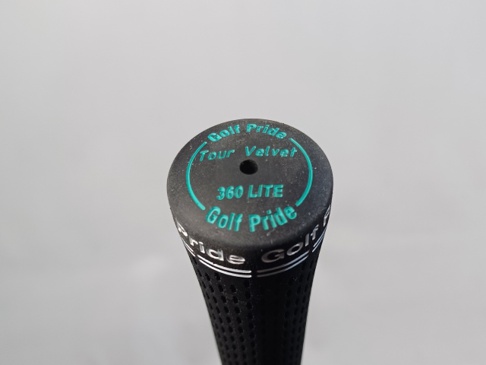 Golf Pride
Tour Velvet
360 LITE
Golf Pride
Pride Golf